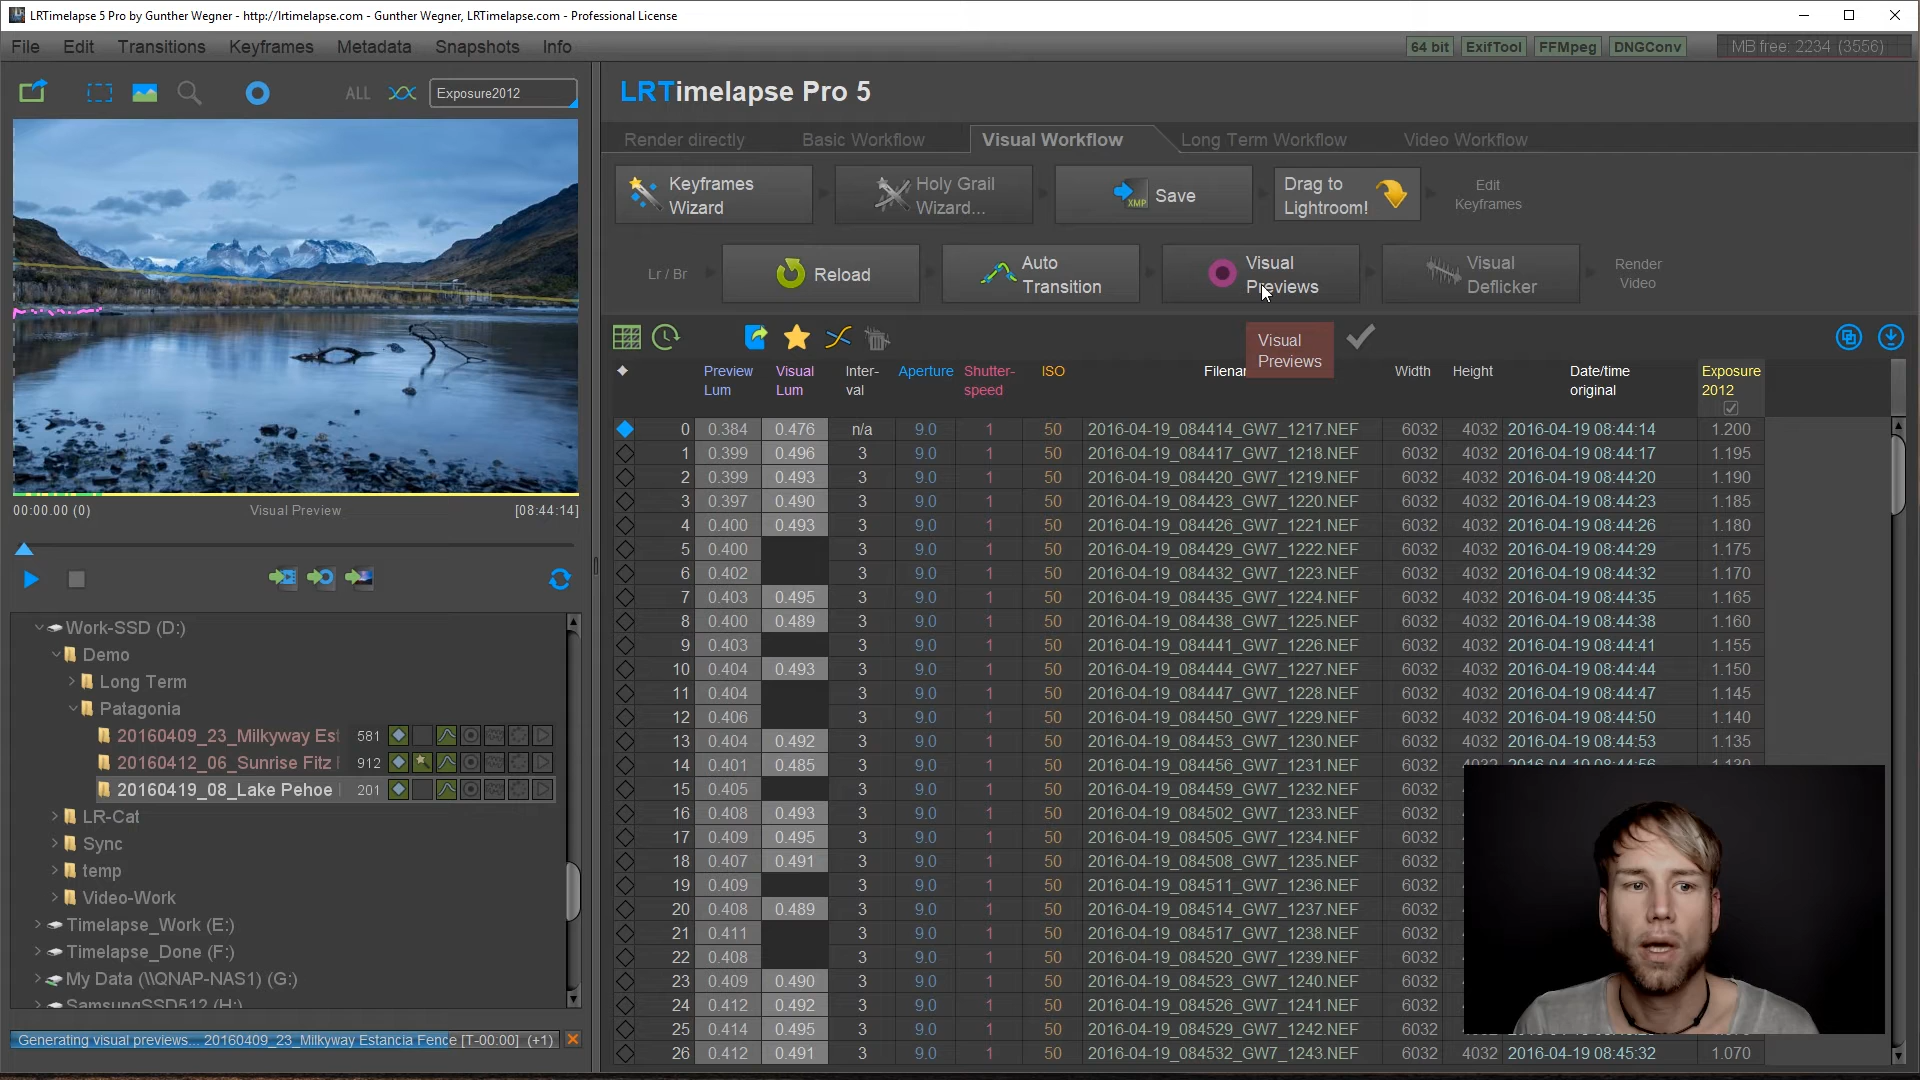 LRTimelapse 5 Pro by Gunther Wegner - http://lrtimelapse.com - Gunther Wegner, LRTimelapse.com - Professional License
File Edit Transitions Keyframes Metadata Snapshots Info
64 bit ExifTool FFMpeg DNGConv MB free: 2234 (3556)
ALL Exposure2012
LRTimelapse Pro 5
Render directly Basic Workflow Visual Workflow Long Term Workflow Video Workflow
Keyframes Wizard
Holy Grail Wizard...
XMP Save
Drag to Lightroom!
Edit Keyframes
Lr / Br
Reload
Auto Transition
Visual Previews
Visual Deflicker
Render Video
Visual Previews
00:00.00 (0) Visual Preview [08:44:14]
Preview Lum Visual Lum Inter-val Aperture Shutter-speed ISO Width Height Date/time original Exposure 2012
0 0.384 0.476 n/a 9.0 1 50 2016-04-19_084414_GW7_1217.NEF 6032 4032 2016-04-19 08:44:14 1.200
1 0.399 0.496 3 9.0 1 50 2016-04-19_084417_GW7_1218.NEF 6032 4032 2016-04-19 08:44:17 1.195
2 0.399 0.493 3 9.0 1 50 2016-04-19_084420_GW7_1219.NEF 6032 4032 2016-04-19 08:44:20 1.190
3 0.397 0.490 3 9.0 1 50 2016-04-19_084423_GW7_1220.NEF 6032 4032 2016-04-19 08:44:23 1.185
4 0.400 0.493 3 9.0 1 50 2016-04-19_084426_GW7_1221.NEF 6032 4032 2016-04-19 08:44:26 1.180
5 0.400 3 9.0 1 50 2016-04-19_084429_GW7_1222.NEF 6032 4032 2016-04-19 08:44:29 1.175
6 0.402 3 9.0 1 50 2016-04-19_084432_GW7_1223.NEF 6032 4032 2016-04-19 08:44:32 1.170
7 0.403 0.495 3 9.0 1 50 2016-04-19_084435_GW7_1224.NEF 6032 4032 2016-04-19 08:44:35 1.165
8 0.400 0.489 3 9.0 1 50 2016-04-19_084438_GW7_1225.NEF 6032 4032 2016-04-19 08:44:38 1.160
9 0.403 3 9.0 1 50 2016-04-19_084441_GW7_1226.NEF 6032 4032 2016-04-19 08:44:41 1.155
10 0.404 0.493 3 9.0 1 50 2016-04-19_084444_GW7_1227.NEF 6032 4032 2016-04-19 08:44:44 1.150
11 0.404 3 9.0 1 50 2016-04-19_084447_GW7_1228.NEF 6032 4032 2016-04-19 08:44:47 1.145
12 0.406 3 9.0 1 50 2016-04-19_084450_GW7_1229.NEF 6032 4032 2016-04-19 08:44:50 1.140
13 0.404 0.492 3 9.0 1 50 2016-04-19_084453_GW7_1230.NEF 6032 4032 2016-04-19 08:44:53 1.135
14 0.401 0.485 3 9.0 1 50 2016-04-19_084456_GW7_1231.NEF 6032 4032 2016-04-19 08:44:56 1.130
15 0.405 3 9.0 1 50 2016-04-19_084459_GW7_1232.NEF 6032
16 0.408 0.493 3 9.0 1 50 2016-04-19_084502_GW7_1233.NEF 6032
17 0.409 0.495 3 9.0 1 50 2016-04-19_084505_GW7_1234.NEF 6032
18 0.407 0.491 3 9.0 1 50 2016-04-19_084508_GW7_1235.NEF 6032
19 0.409 3 9.0 1 50 2016-04-19_084511_GW7_1236.NEF 6032
20 0.408 0.489 3 9.0 1 50 2016-04-19_084514_GW7_1237.NEF 6032
21 0.411 3 9.0 1 50 2016-04-19_084517_GW7_1238.NEF 6032
22 0.408 3 9.0 1 50 2016-04-19_084520_GW7_1239.NEF 6032
23 0.409 0.490 3 9.0 1 50 2016-04-19_084523_GW7_1240.NEF 6032
24 0.412 0.492 3 9.0 1 50 2016-04-19_084526_GW7_1241.NEF 6032
25 0.414 0.495 3 9.0 1 50 2016-04-19_084529_GW7_1242.NEF 6032
26 0.412 0.491 3 9.0 1 50 2016-04-19_084532_GW7_1243.NEF 6032 4032 2016-04-19 08:45:32 1.070
Work-SSD (D:)
Demo
Long Term
Patagonia
20160409_23_Milkyway Est 581
20160412_06_Sunrise Fitz 912
20160419_08_Lake Pehoe 201
LR-Cat
Sync
temp
Video-Work
Timelapse_Work (E:)
Timelapse_Done (F:)
My Data (\\QNAP-NAS1) (G:)
SamsungSSD512 (H:)
Generating visual previews... 20160409_23_Milkyway Estancia Fence [T-00:00] (+1)